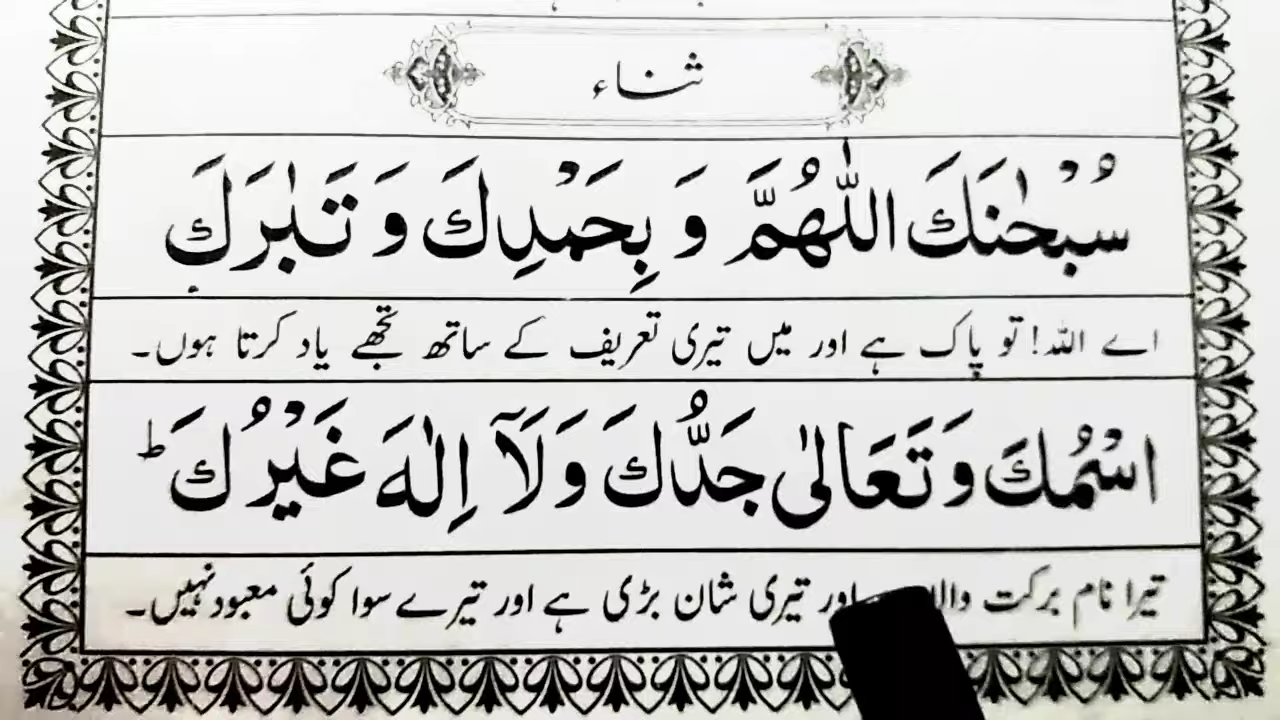 ثناء
سُبْحٰنَكَ اللّٰهُمَّ وَ بِحَمْدِكَ وَ تَبٰرَكَ
اے اللہ! تو پاک ہے اور میں تیری تعریف کے ساتھ تجھے یاد کرتا ہوں۔
اسْمُكَ وَ تَعَالٰى جَدُّكَ وَ لَآ اِلٰهَ غَيْرُكَ ؕ
تیرا نام برکت اور تیری شان بڑی ہے اور تیرے سوا کوئی معبود نہیں۔